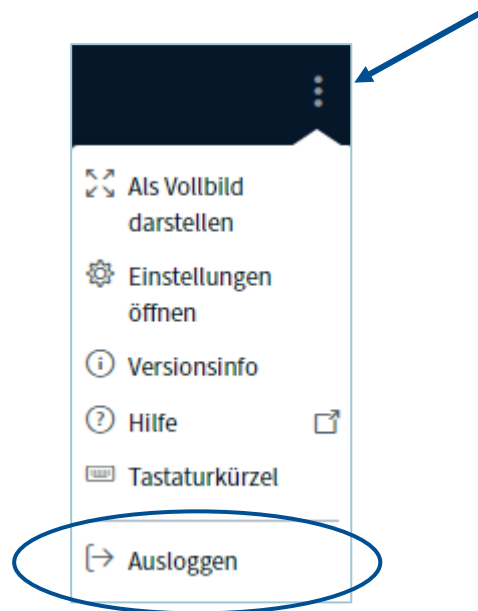 Als Vollbild
darstellen
Einstellungen
öffnen
Versionsinfo
Hilfe
Tastaturkürzel
Ausloggen